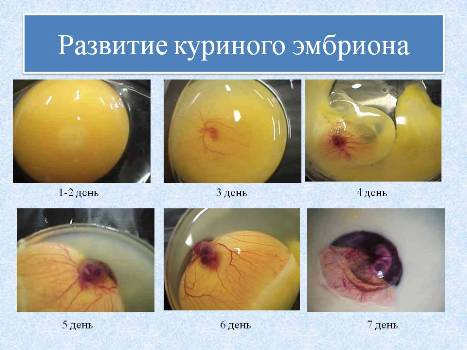 Развитие куриного эмбриона
1-2 день
3 день
4 день
5 день
6 день
7 день